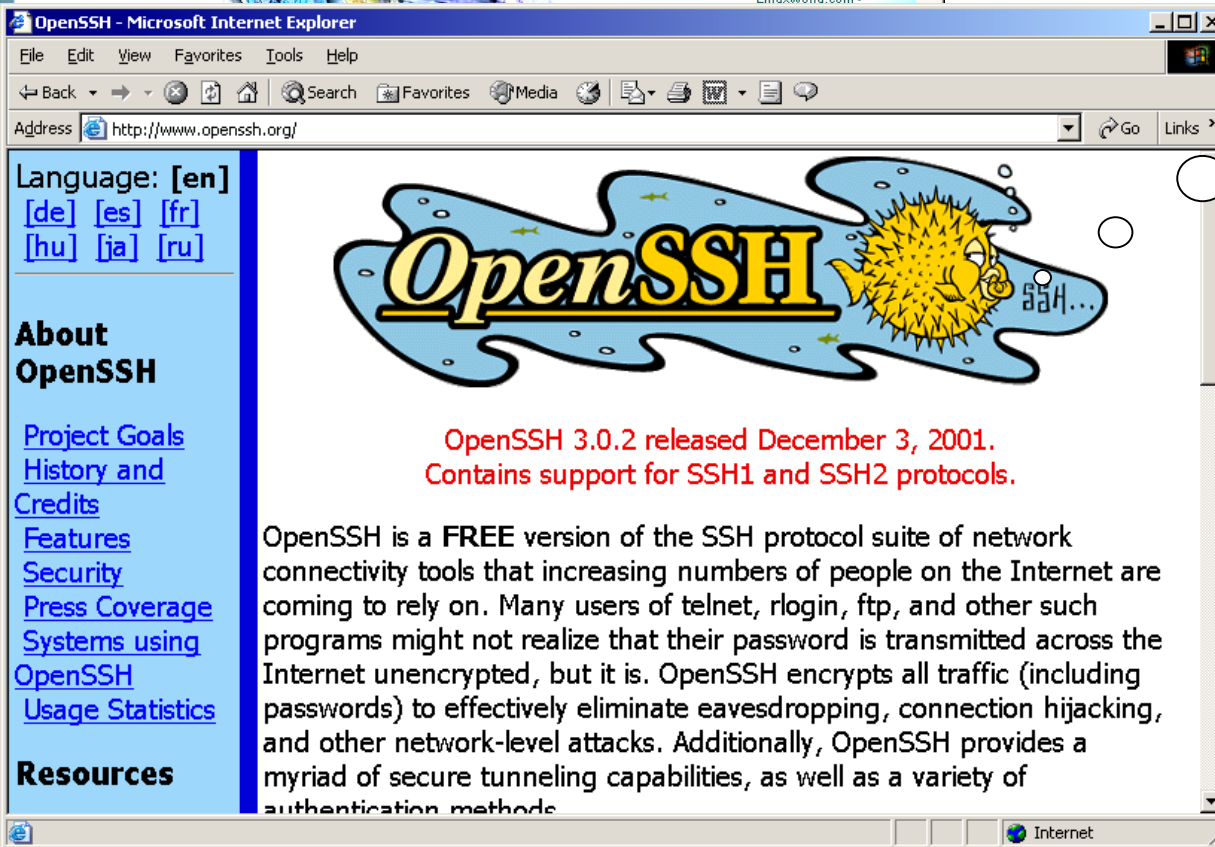 Linuxworld.com -
OpenSSH - Microsoft Internet Explorer
File Edit View Favorites Tools Help
Back Search Favorites Media
Address http://www.openssh.org/ Go Links
Language: [en]
[de] [es] [fr]
[hu] [ja] [ru]
About
OpenSSH
Project Goals
History and
Credits
Features
Security
Press Coverage
Systems using
OpenSSH
Usage Statistics
Resources
OpenSSH
SSH...
OpenSSH 3.0.2 released December 3, 2001.
Contains support for SSH1 and SSH2 protocols.
OpenSSH is a FREE version of the SSH protocol suite of network
connectivity tools that increasing numbers of people on the Internet are
coming to rely on. Many users of telnet, rlogin, ftp, and other such
programs might not realize that their password is transmitted across the
Internet unencrypted, but it is. OpenSSH encrypts all traffic (including
passwords) to effectively eliminate eavesdropping, connection hijacking,
and other network-level attacks. Additionally, OpenSSH provides a
myriad of secure tunneling capabilities, as well as a variety of
authentication methods.
Internet